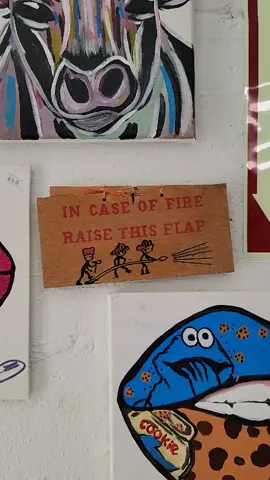 IN CASE OF FIRE
RAISE THIS FLAP
COOKIE